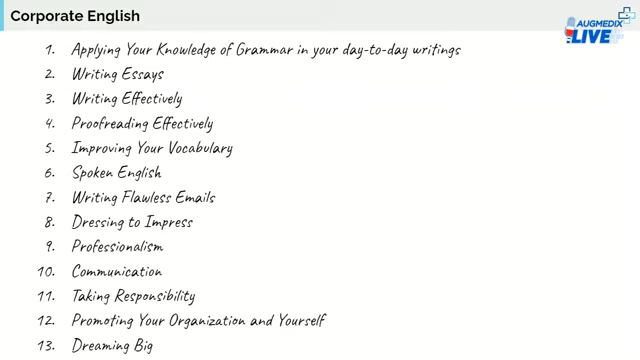 Corporate English
AUGMEDIX
LIVE
1. Applying Your Knowledge of Grammar in your day-to-day writings
2. Writing Essays
3. Writing Effectively
4. Proofreading Effectively
5. Improving Your Vocabulary
6. Spoken English
7. Writing Flawless Emails
8. Dressing to Impress
9. Professionalism
10. Communication
11. Taking Responsibility
12. Promoting Your Organization and Yourself
13. Dreaming Big